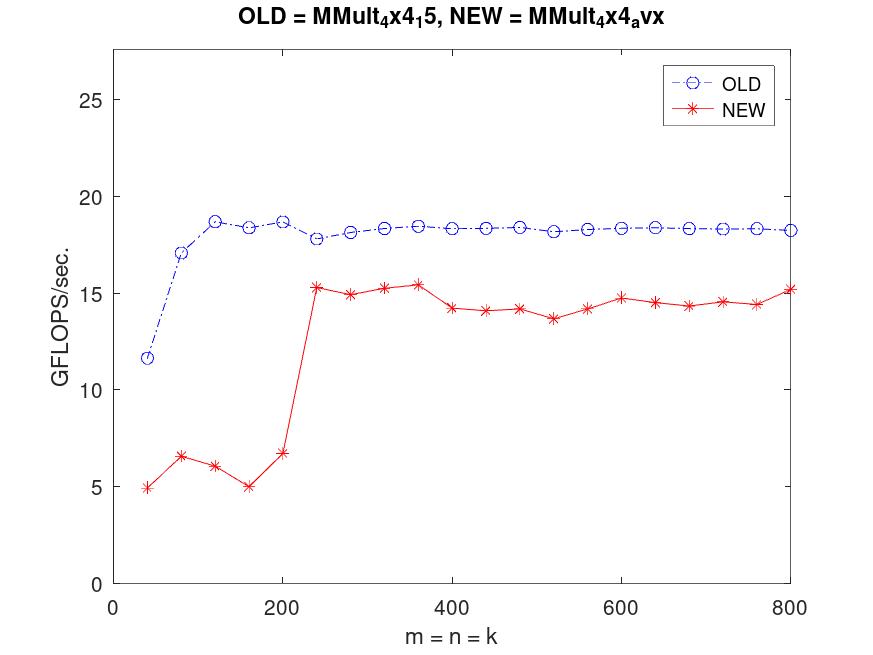 OLD = MMult₄x4₁5, NEW = MMult₄x4ₐvx
OLD
NEW
25
20
15
10
5
0
GFLOPS/sec.
0 200 400 600 800
m = n = k